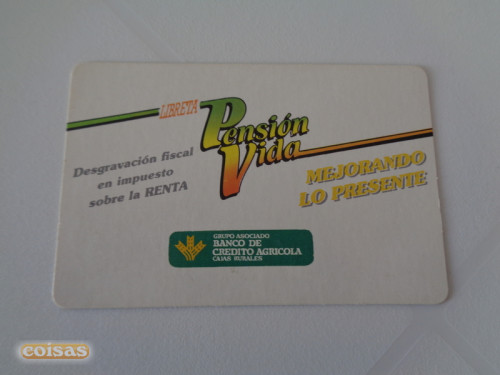 LIBRETA
Pensión
Vida
Desgravación fiscal
en impuesto
sobre la RENTA
MEJORANDO
LO PRESENTE
GRUPO ASOCIADO
BANCO DE
CREDITO AGRICOLA
CAJAS RURALES
coisas